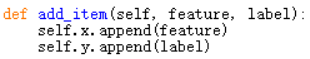 def add_item(self, feature, label):
    self.x.append(feature)
    self.y.append(label)